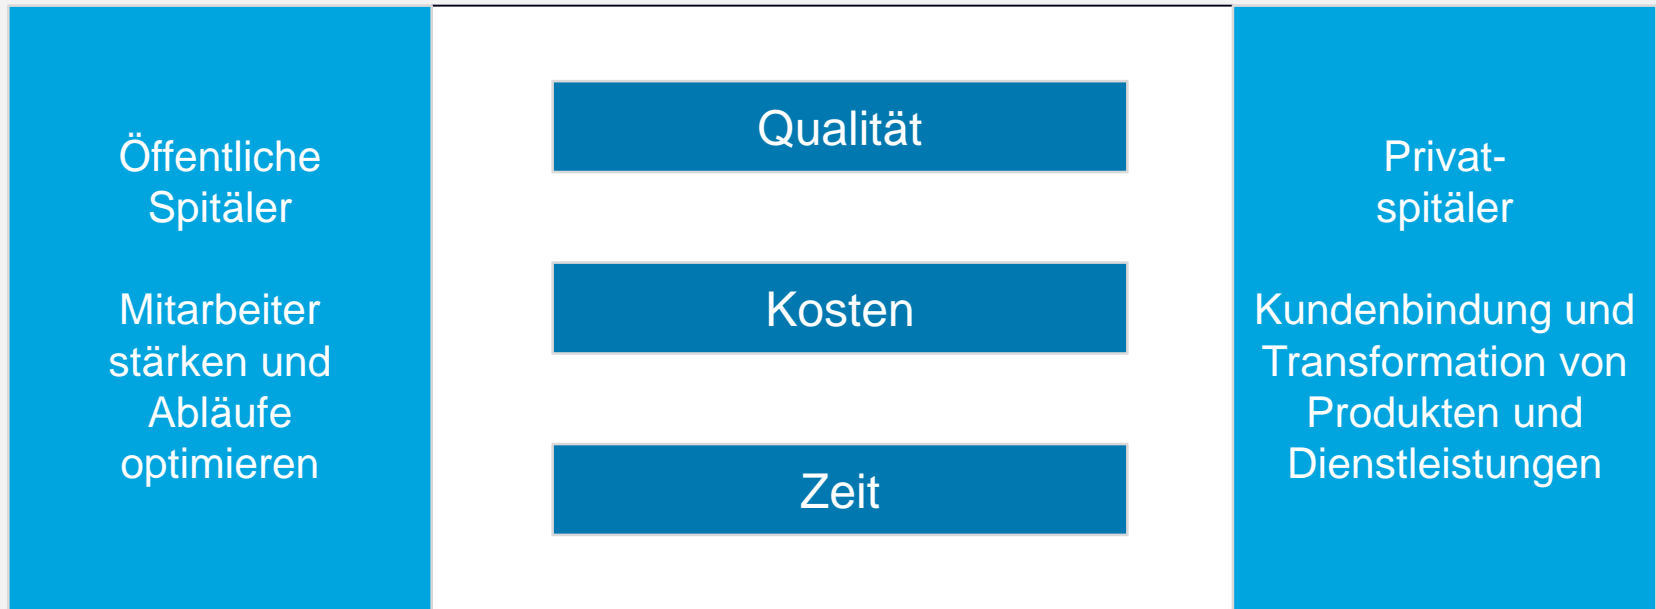 Öffentliche
Spitäler
Mitarbeiter
stärken und
Abläufe
optimieren
Qualität
Kosten
Zeit
Privat-
spitäler
Kundenbindung und
Transformation von
Produkten und
Dienstleistungen